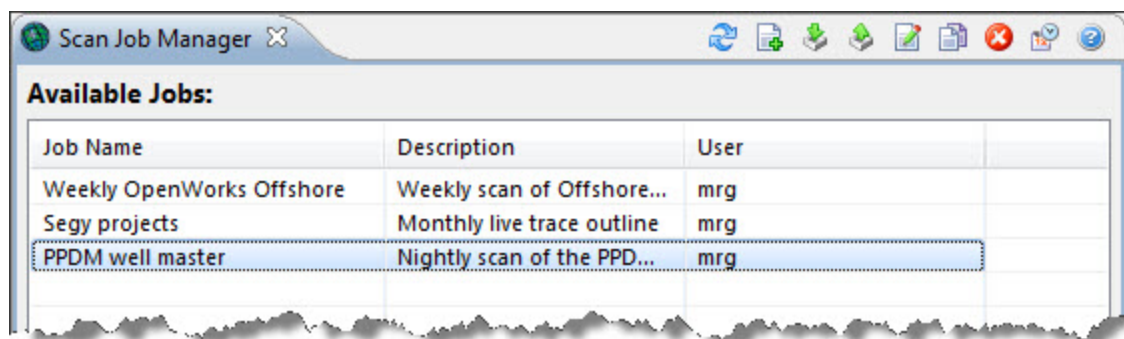 Scan Job Manager
Available Jobs:
Job Name Description User
Weekly OpenWorks Offshore Weekly scan of Offshore... mrg
Segy projects Monthly live trace outline mrg
PPDM well master Nightly scan of the PPD... mrg